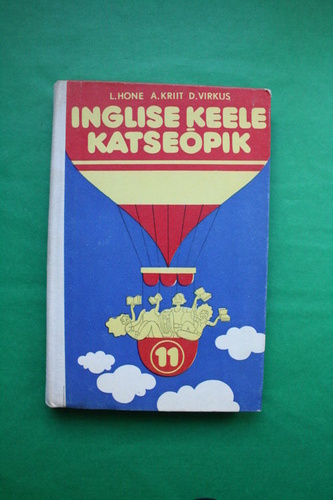 L.HONE A.KRIIT D.VIRKUS
INGLISE KEELE
KATSEÕPIK
11